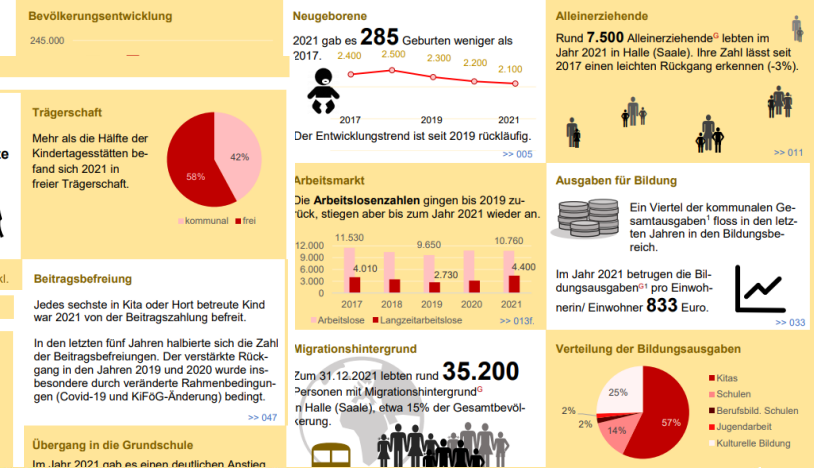 Bevölkerungsentwicklung
245.000
Trägerschaft
Mehr als die Hälfte der
Kindertagesstätten be-
fand sich 2021 in
freier Trägerschaft.
42%
58%
kommunal frei
Beitragsbefreiung
Jedes sechste in Kita oder Hort betreute Kind
war 2021 von der Beitragszahlung befreit.
In den letzten fünf Jahren halbierte sich die Zahl
der Beitragsbefreiungen. Der verstärkte Rück-
gang in den Jahren 2019 und 2020 wurde ins-
besondere durch veränderte Rahmenbedingun-
gen (Covid-19 und KiFöG-Änderung) bedingt.
>> 047
Übergang in die Grundschule
Im Jahr 2021 gab es einen deutlichen Anstieg
Neugeborene
2021 gab es 285 Geburten weniger als
2017.
2.400 2.500 2.300 2.200 2.100
2017 2019 2021
Der Entwicklungstrend ist seit 2019 rückläufig.
>> 005
Arbeitsmarkt
Die Arbeitslosenzahlen gingen bis 2019 zu-
rück, stiegen aber bis zum Jahr 2021 wieder an.
12.000
9.000
6.000
3.000
0
11.530 9.650 10.760
4.010 2.730 4.400
2017 2018 2019 2020 2021
Arbeitslose Langzeitarbeitslose
>> 013f.
Migrationshintergrund
Zum 31.12.2021 lebten rund 35.200
Personen mit Migrationshintergrund^G
in Halle (Saale), etwa 15% der Gesamtbevöl-
kerung.
Alleinerziehende
Rund 7.500 Alleinerziehende^G lebten im
Jahr 2021 in Halle (Saale). Ihre Zahl lässt seit
2017 einen leichten Rückgang erkennen (-3%).
>> 011
Ausgaben für Bildung
Ein Viertel der kommunalen Ge-
samtausgaben¹ floss in den letz-
ten Jahren in den Bildungsbe-
reich.
Im Jahr 2021 betrugen die Bil-
dungsausgaben^G¹ pro Einwoh-
nerin/ Einwohner 833 Euro.
>> 033
Verteilung der Bildungsausgaben
25%
2%
2%
14%
57%
Kitas
Schulen
Berufsbild. Schulen
Jugendarbeit
Kulturelle Bildung